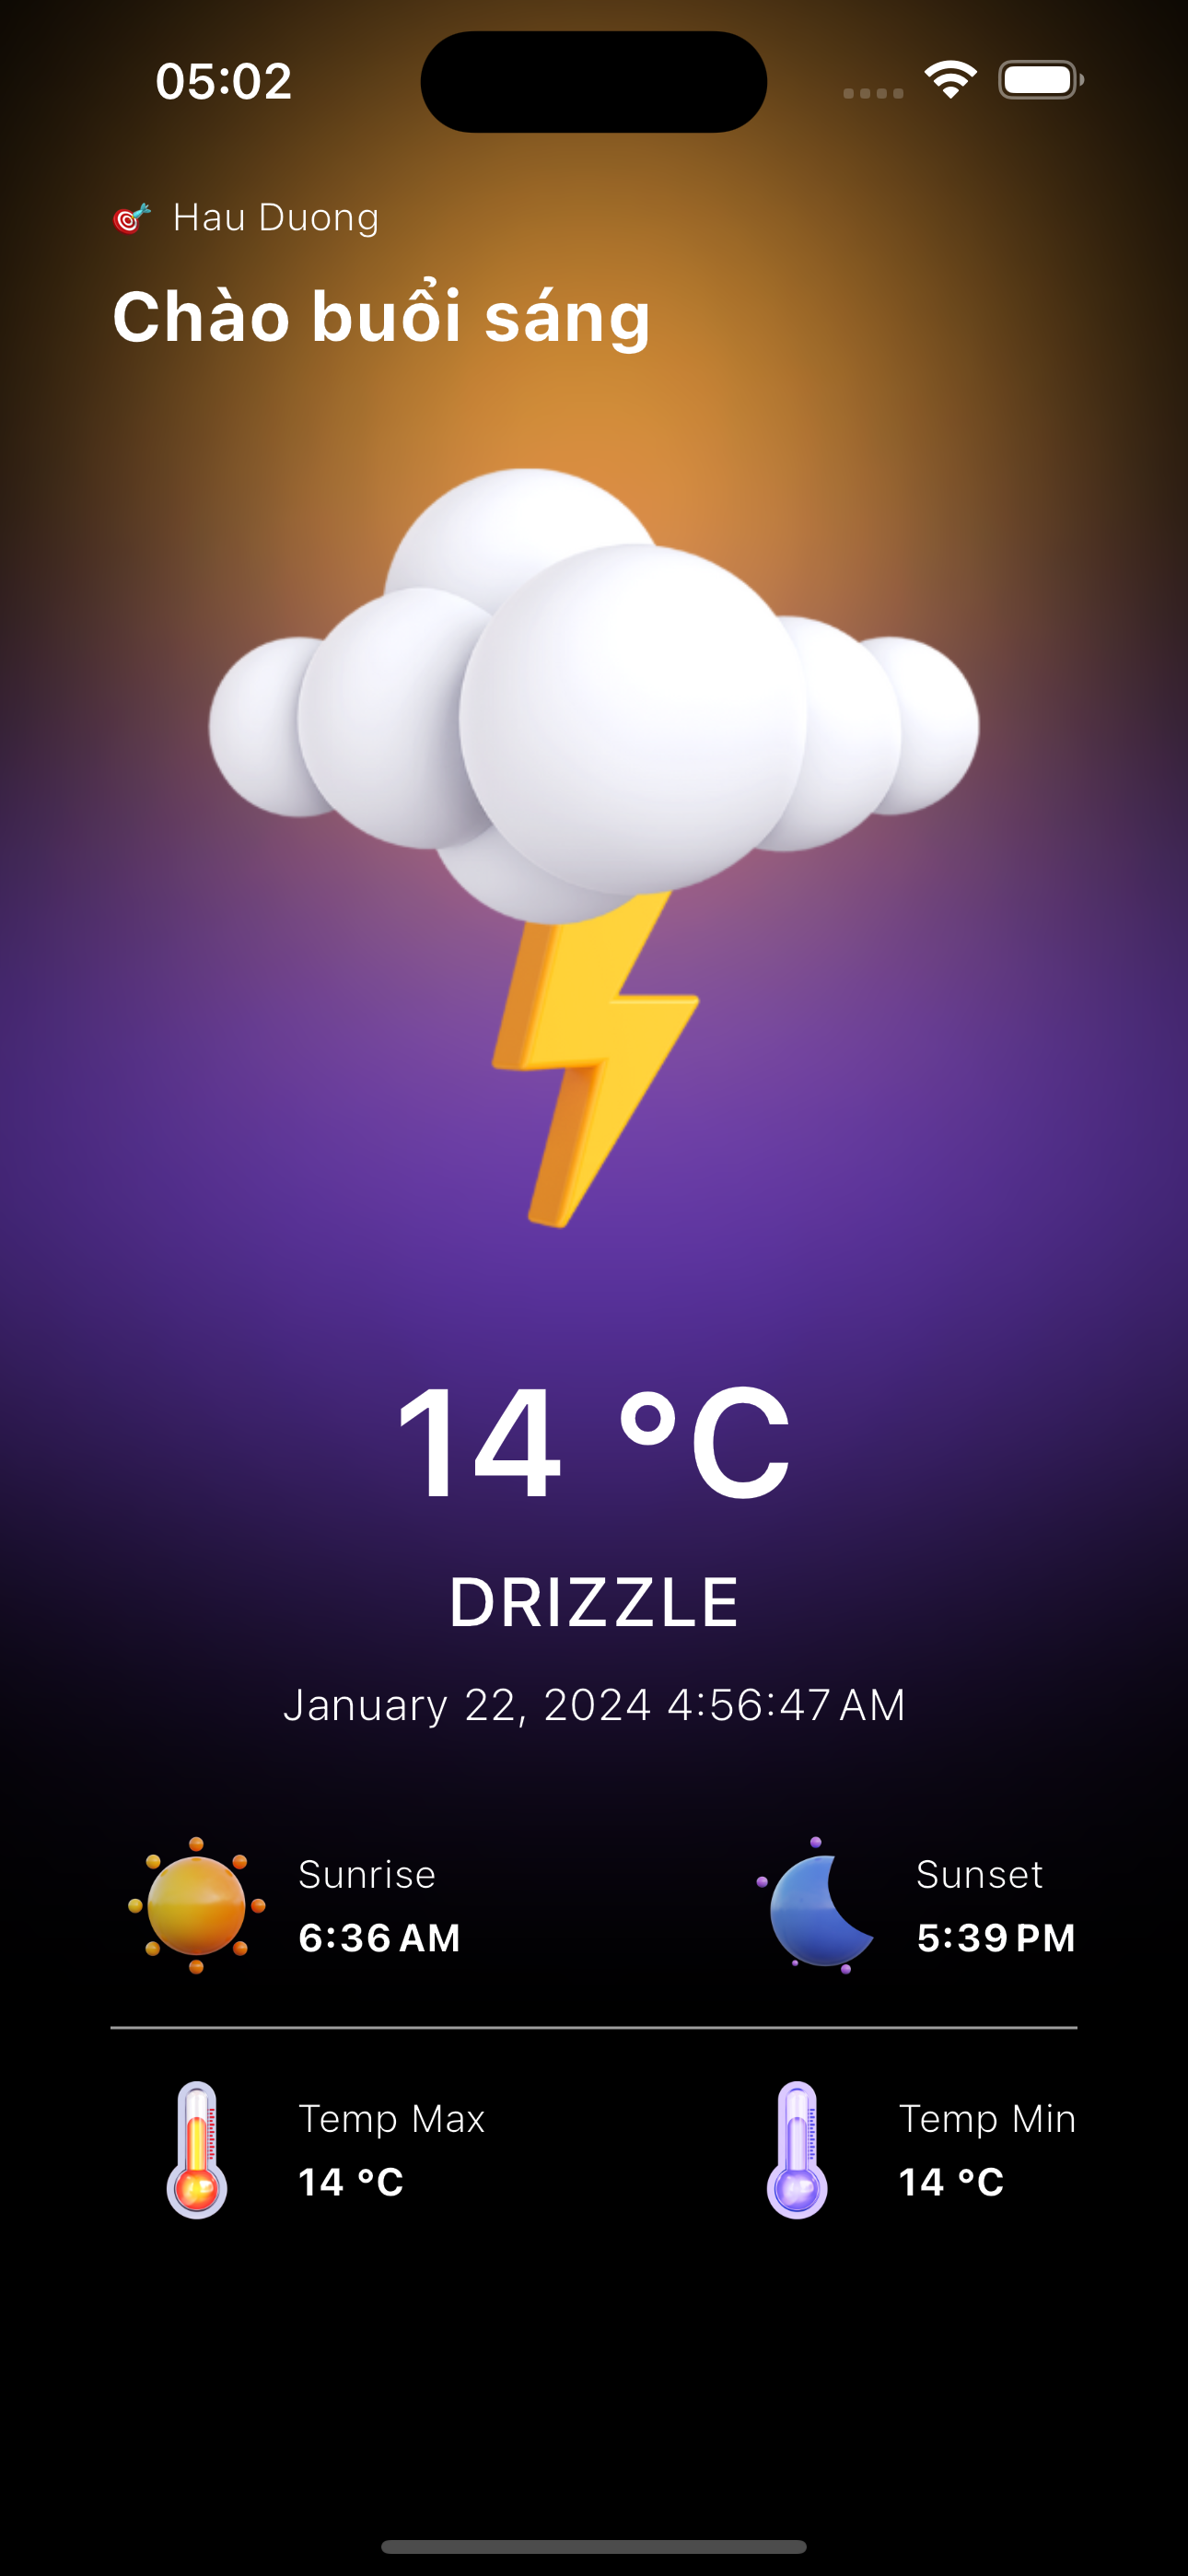 05:02
Hau Duong
Chào buổi sáng
14 °C
DRIZZLE
January 22, 2024 4:56:47 AM
Sunrise
6:36 AM
Sunset
5:39 PM
Temp Max
14 °C
Temp Min
14 °C